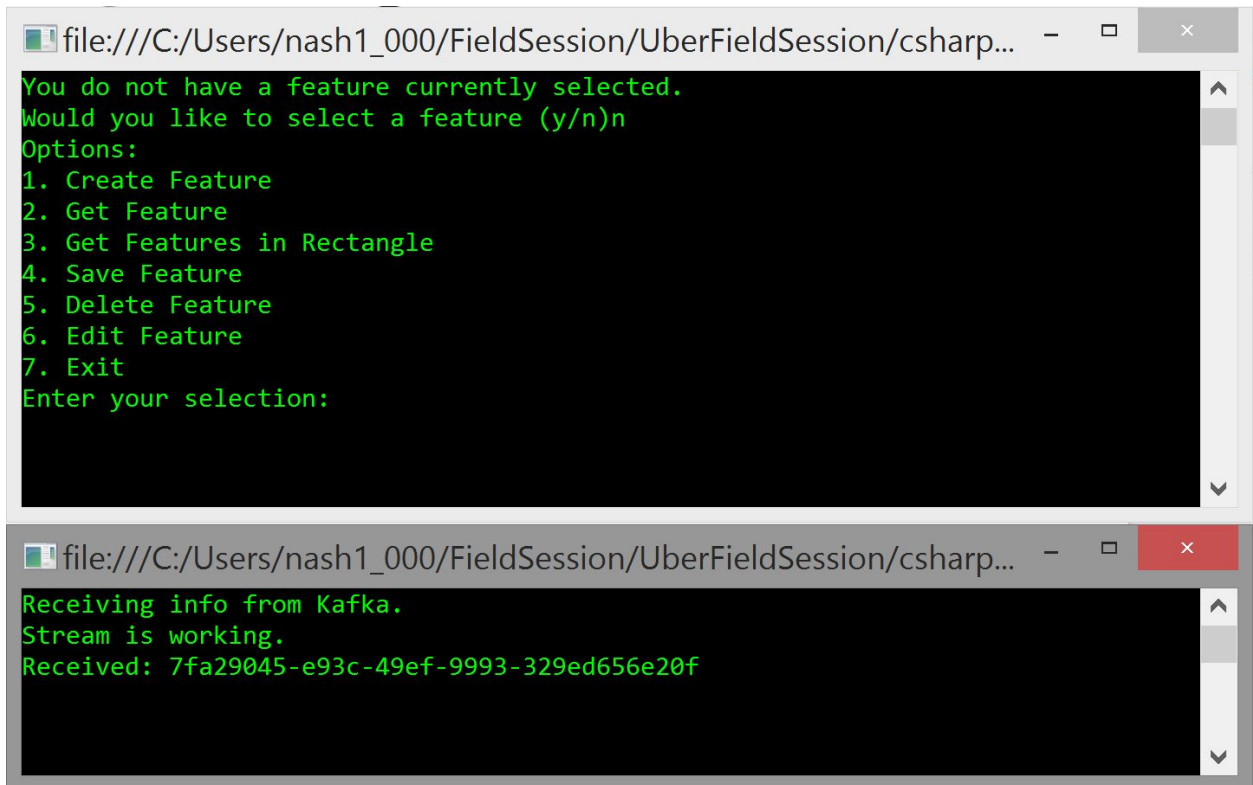 file:///C:/Users/nash1_000/FieldSession/UberFieldSession/csharp...
You do not have a feature currently selected.
Would you like to select a feature (y/n)n
Options:
1. Create Feature
2. Get Feature
3. Get Features in Rectangle
4. Save Feature
5. Delete Feature
6. Edit Feature
7. Exit
Enter your selection:
file:///C:/Users/nash1_000/FieldSession/UberFieldSession/csharp...
Receiving info from Kafka.
Stream is working.
Received: 7fa29045-e93c-49ef-9993-329ed656e20f